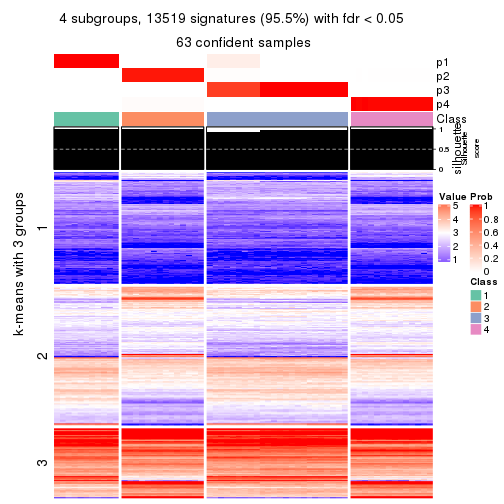 4 subgroups, 13519 signatures (95.5%) with fdr < 0.05
63 confident samples
p1
p2
p3
p4
Class
1
0.5
0
silhouette
Silhouette
score
k-means with 3 groups
1
2
3
Value
5
4
3
2
1
Prob
1
0.8
0.6
0.4
0.2
0
Class
1
2
3
4